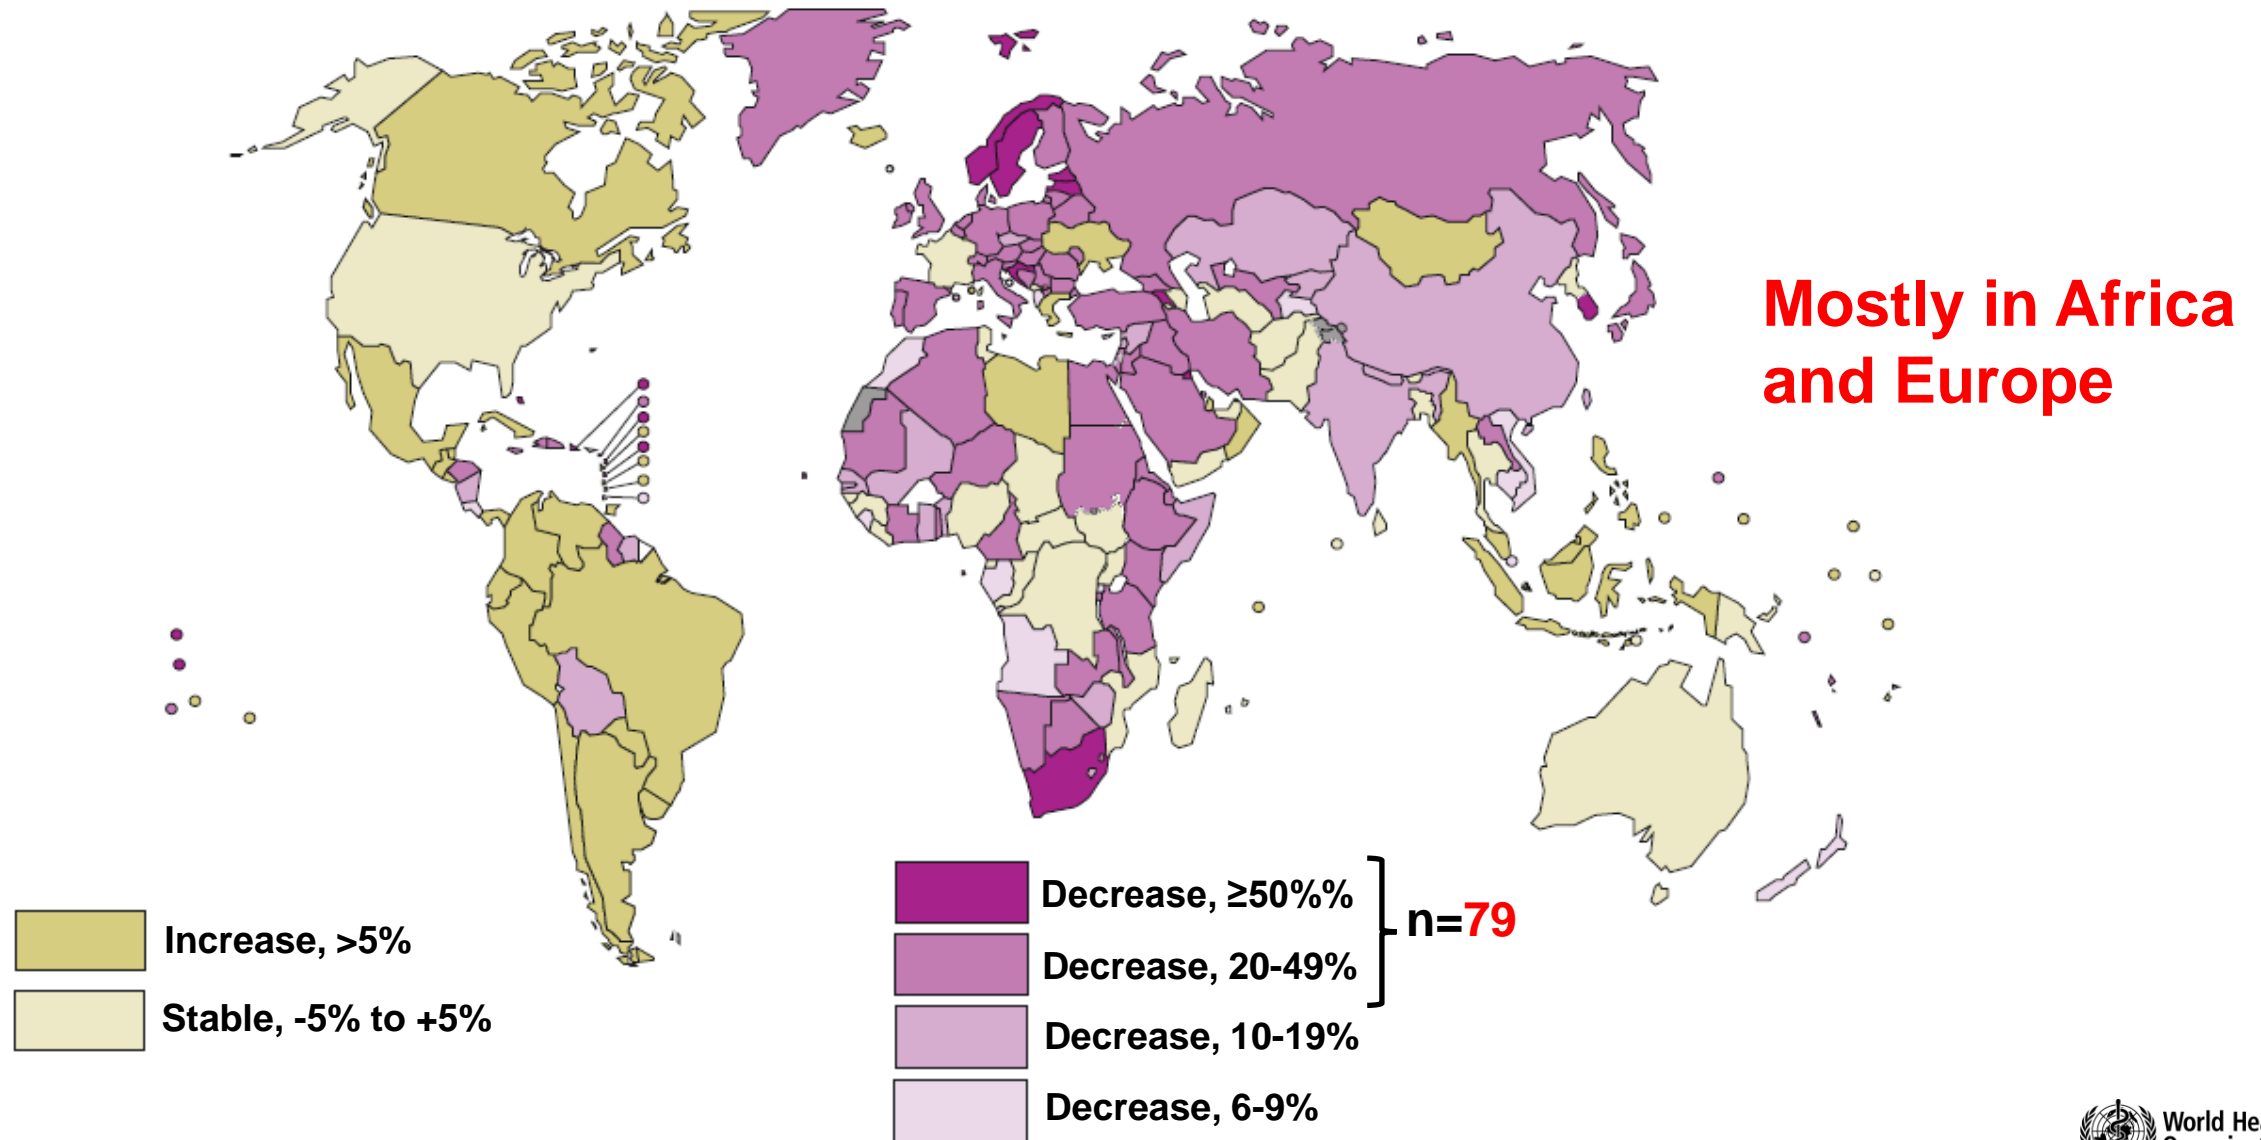 Mostly in Africa
and Europe
Increase, >5%
Stable, -5% to +5%
Decrease, ≥50%%
Decrease, 20-49%
n=79
Decrease, 10-19%
Decrease, 6-9%
World